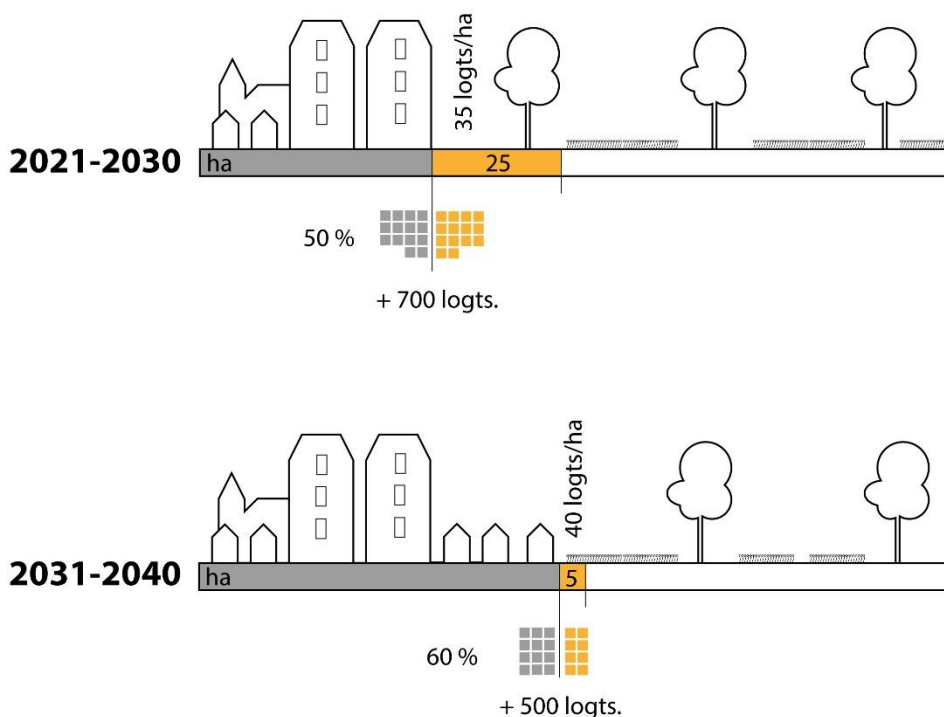 35 logts/ha
2021-2030
ha
25
50 %
+ 700 logts.
40 logts/ha
2031-2040
ha
5
60 %
+ 500 logts.